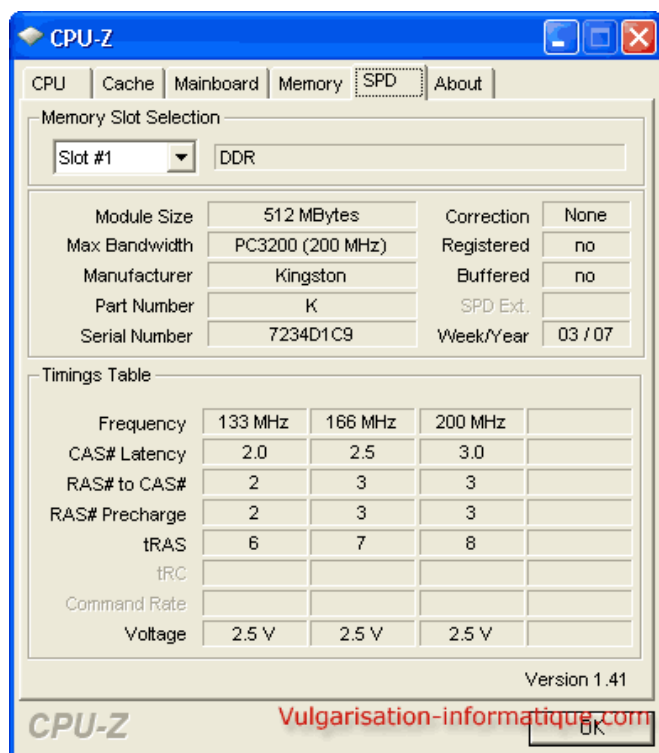 CPU-Z
CPU Cache Mainboard Memory SPD About
Memory Slot Selection
Slot #1 DDR
Module Size 512 MBytes Correction None
Max Bandwidth PC3200 (200 MHz) Registered no
Manufacturer Kingston Buffered no
Part Number K SPD Ext.
Serial Number 7234D1C9 Week/Year 03 / 07
Timings Table
Frequency 133 MHz 166 MHz 200 MHz
CAS# Latency 2.0 2.5 3.0
RAS# to CAS# 2 3 3
RAS# Precharge 2 3 3
tRAS 6 7 8
tRC
Command Rate
Voltage 2.5 V 2.5 V 2.5 V
Version 1.41
CPU-Z Vulgarisation-informatique.com
OK